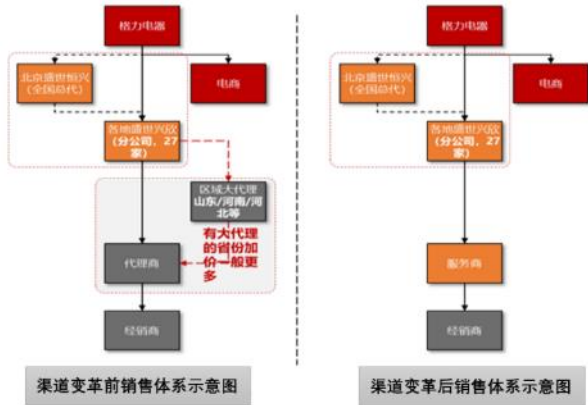 格力电器
北京盛世恒兴
(全国总代)
电商
各地盛世兴欣
(分公司，27
家)
区域大代理
山东/河南/河
北等
有大代理
的省份加
价一般更
多
代理商
经销商
渠道变革前销售体系示意图
格力电器
北京盛世恒兴
(全国总代)
电商
各地盛世兴欣
(分公司，27
家)
服务商
经销商
渠道变革后销售体系示意图